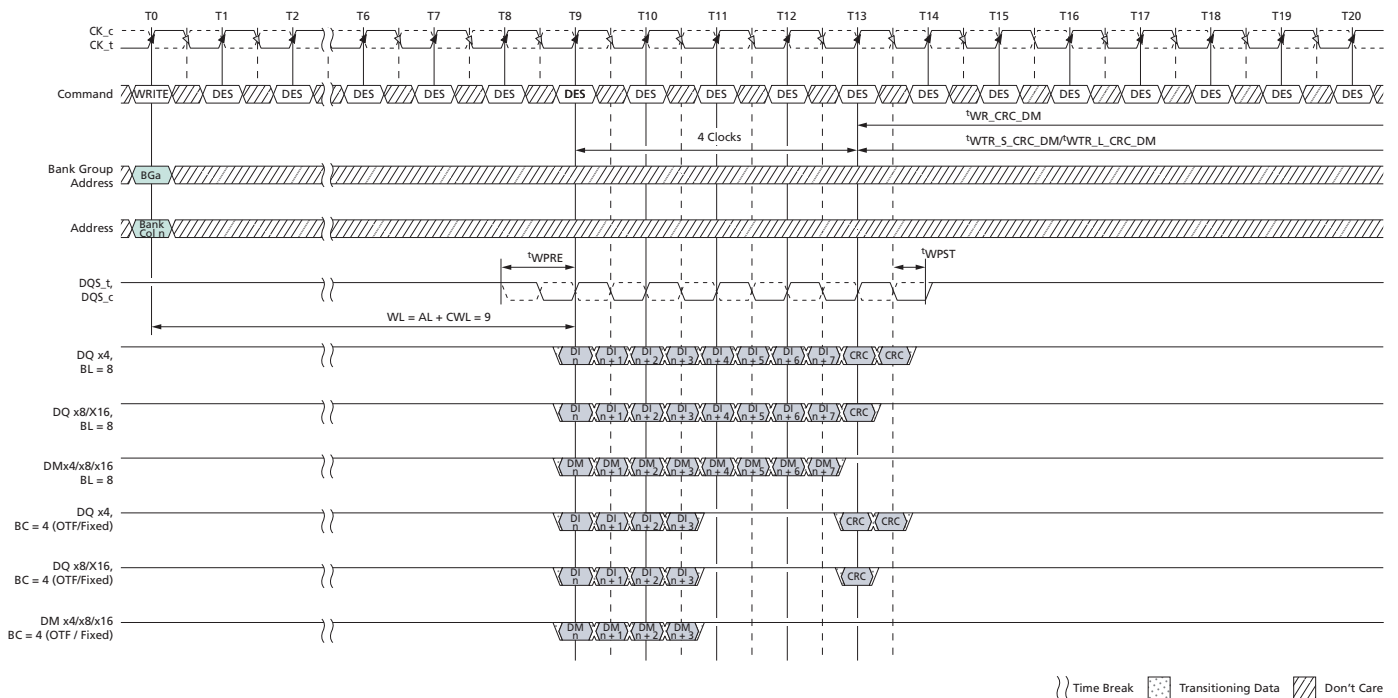 T0 T1 T2 T6 T7 T8 T9 T10 T11 T12 T13 T14 T15 T16 T17 T18 T19 T20
CK_c
CK_t
Command WRITE DES DES DES DES DES DES DES DES DES DES DES DES DES DES DES DES DES
tWR_CRC_DM
4 Clocks
tWTR_S_CRC_DM/tWTR_L_CRC_DM
Bank Group
Address
BGa
Address
Bank
Col n
tWPRE
tWPST
DQS_t,
DQS_c
WL = AL + CWL = 9
DQ x4,
BL = 8
DI n DI n + 1 DI n + 2 DI n + 3 DI n + 4 DI n + 5 DI n + 6 DI n + 7 CRC CRC
DQ x8/X16,
BL = 8
DI n DI n + 1 DI n + 2 DI n + 3 DI n + 4 DI n + 5 DI n + 6 DI n + 7 CRC
DMx4/x8/x16
BL = 8
DM n DM n + 1 DM n + 2 DM n + 3 DM n + 4 DM n + 5 DM n + 6 DM n + 7
DQ x4,
BC = 4 (OTF/Fixed)
DI n DI n + 1 DI n + 2 DI n + 3 CRC CRC
DQ x8/X16,
BC = 4 (OTF/Fixed)
DI n DI n + 1 DI n + 2 DI n + 3 CRC
DM x4/x8/x16
BC = 4 (OTF / Fixed)
DM n DM n + 1 DM n + 2 DM n + 3
Time Break Transitioning Data Don't Care